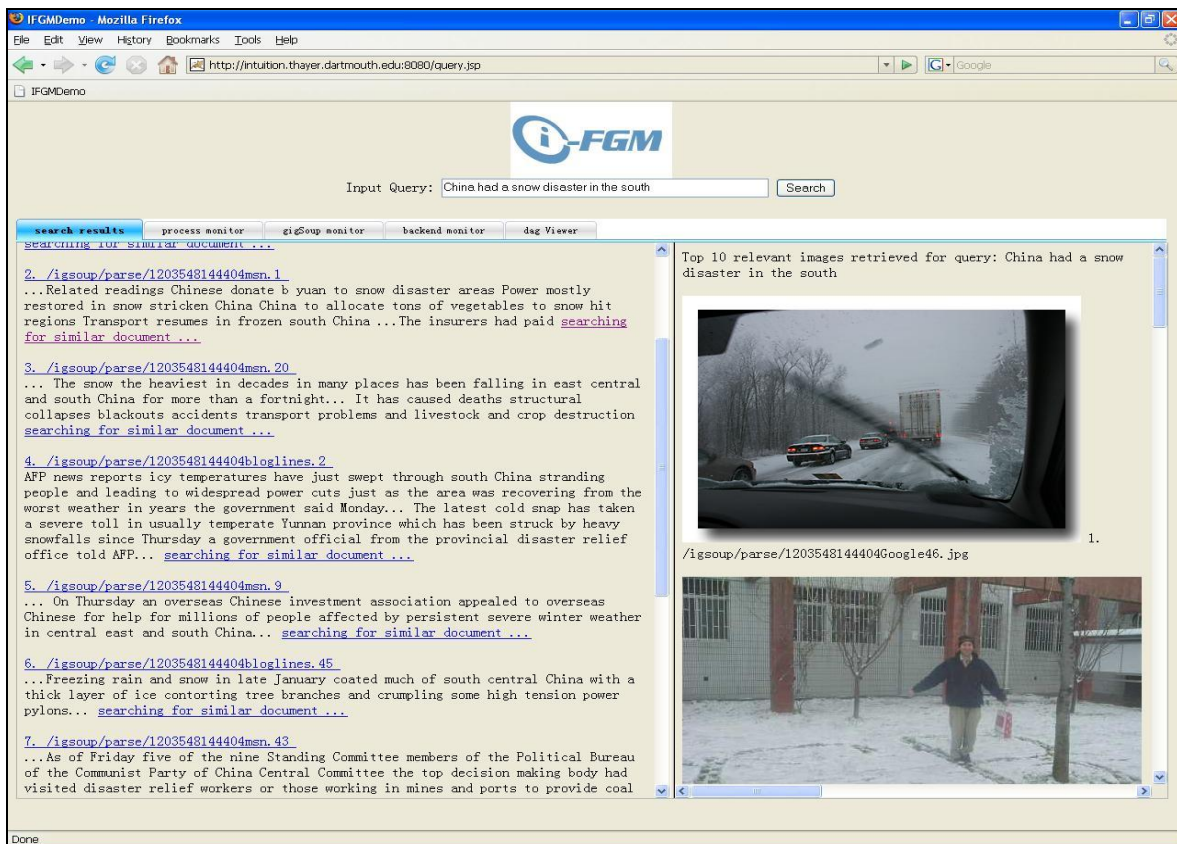 IFGMDemo - Mozilla Firefox
File Edit View History Bookmarks Tools Help
http://intuition.thayer.dartmouth.edu:8080/query.jsp
G Google
IFGMDemo
i-FGM
Input Query: China had a snow disaster in the south Search
search results process monitor gigSoup monitor backend monitor dag Viewer
searching for similar document ...
2. /igsoup/parse/1203548144404msn.1
...Related readings Chinese donate b yuan to snow disaster areas Power mostly
restored in snow stricken China China to allocate tons of vegetables to snow hit
regions Transport resumes in frozen south China ...The insurers had paid searching
for similar document ...
3. /igsoup/parse/1203548144404msn.20
... The snow the heaviest in decades in many places has been falling in east central
and south China for more than a fortnight... It has caused deaths structural
collapses blackouts accidents transport problems and livestock and crop destruction
searching for similar document ...
4. /igsoup/parse/1203548144404bloglines.2
AFP news reports icy temperatures have just swept through south China stranding
people and leading to widespread power cuts just as the area was recovering from the
worst weather in years the government said Monday... The latest cold snap has taken
a severe toll in usually temperate Yunnan province which has been struck by heavy
snowfalls since Thursday a government official from the provincial disaster relief
office told AFP... searching for similar document ...
5. /igsoup/parse/1203548144404msn.9
... On Thursday an overseas Chinese investment association appealed to overseas
Chinese for help for millions of people affected by persistent severe winter weather
in central east and south China... searching for similar document ...
6. /igsoup/parse/1203548144404bloglines.45
...Freezing rain and snow in late January coated much of south central China with a
thick layer of ice contorting tree branches and crumpling some high tension power
pylons... searching for similar document ...
7. /igsoup/parse/1203548144404msn.43
...As of Friday five of the nine Standing Committee members of the Political Bureau
of the Communist Party of China Central Committee the top decision making body had
visited disaster relief workers or those working in mines and ports to provide coal
Top 10 relevant images retrieved for query: China had a snow
disaster in the south
1.
/igsoup/parse/1203548144404Google46.jpg
Done